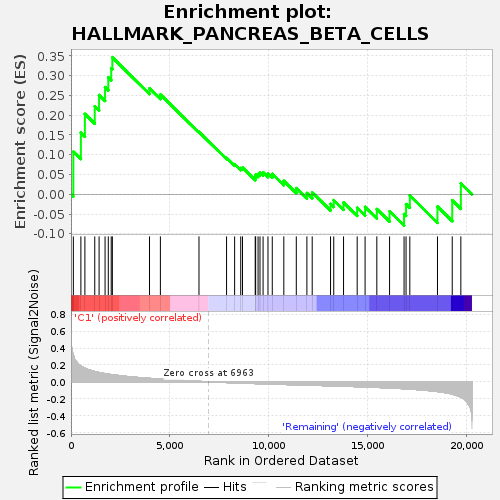 Enrichment plot:
HALLMARK_PANCREAS_BETA_CELLS
Enrichment score (ES)
0.35
0.30
0.25
0.20
0.15
0.10
0.05
0.00
-0.05
-0.10
Ranked list metric (Signal2Noise)
0.8
0.6
0.4
0.2
0.0
-0.2
-0.4
-0.6
'C1' (positively correlated)
Zero cross at 6963
'Remaining' (negatively correlated)
0 5,000 10,000 15,000 20,000
Rank in Ordered Dataset
Enrichment profile Hits Ranking metric scores